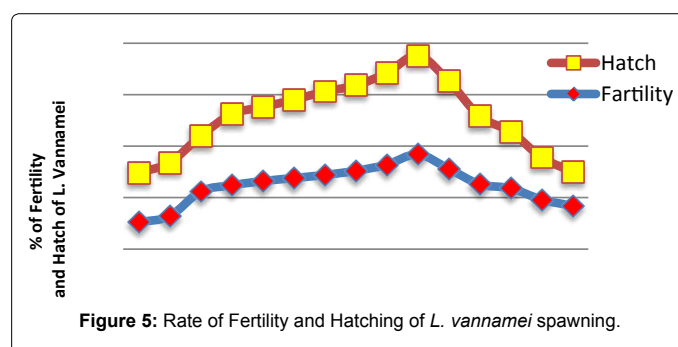 % of Fertility
and Hatch of L. Vannamei
Hatch
Fartility
Figure 5: Rate of Fertility and Hatching of L. vannamei spawning.